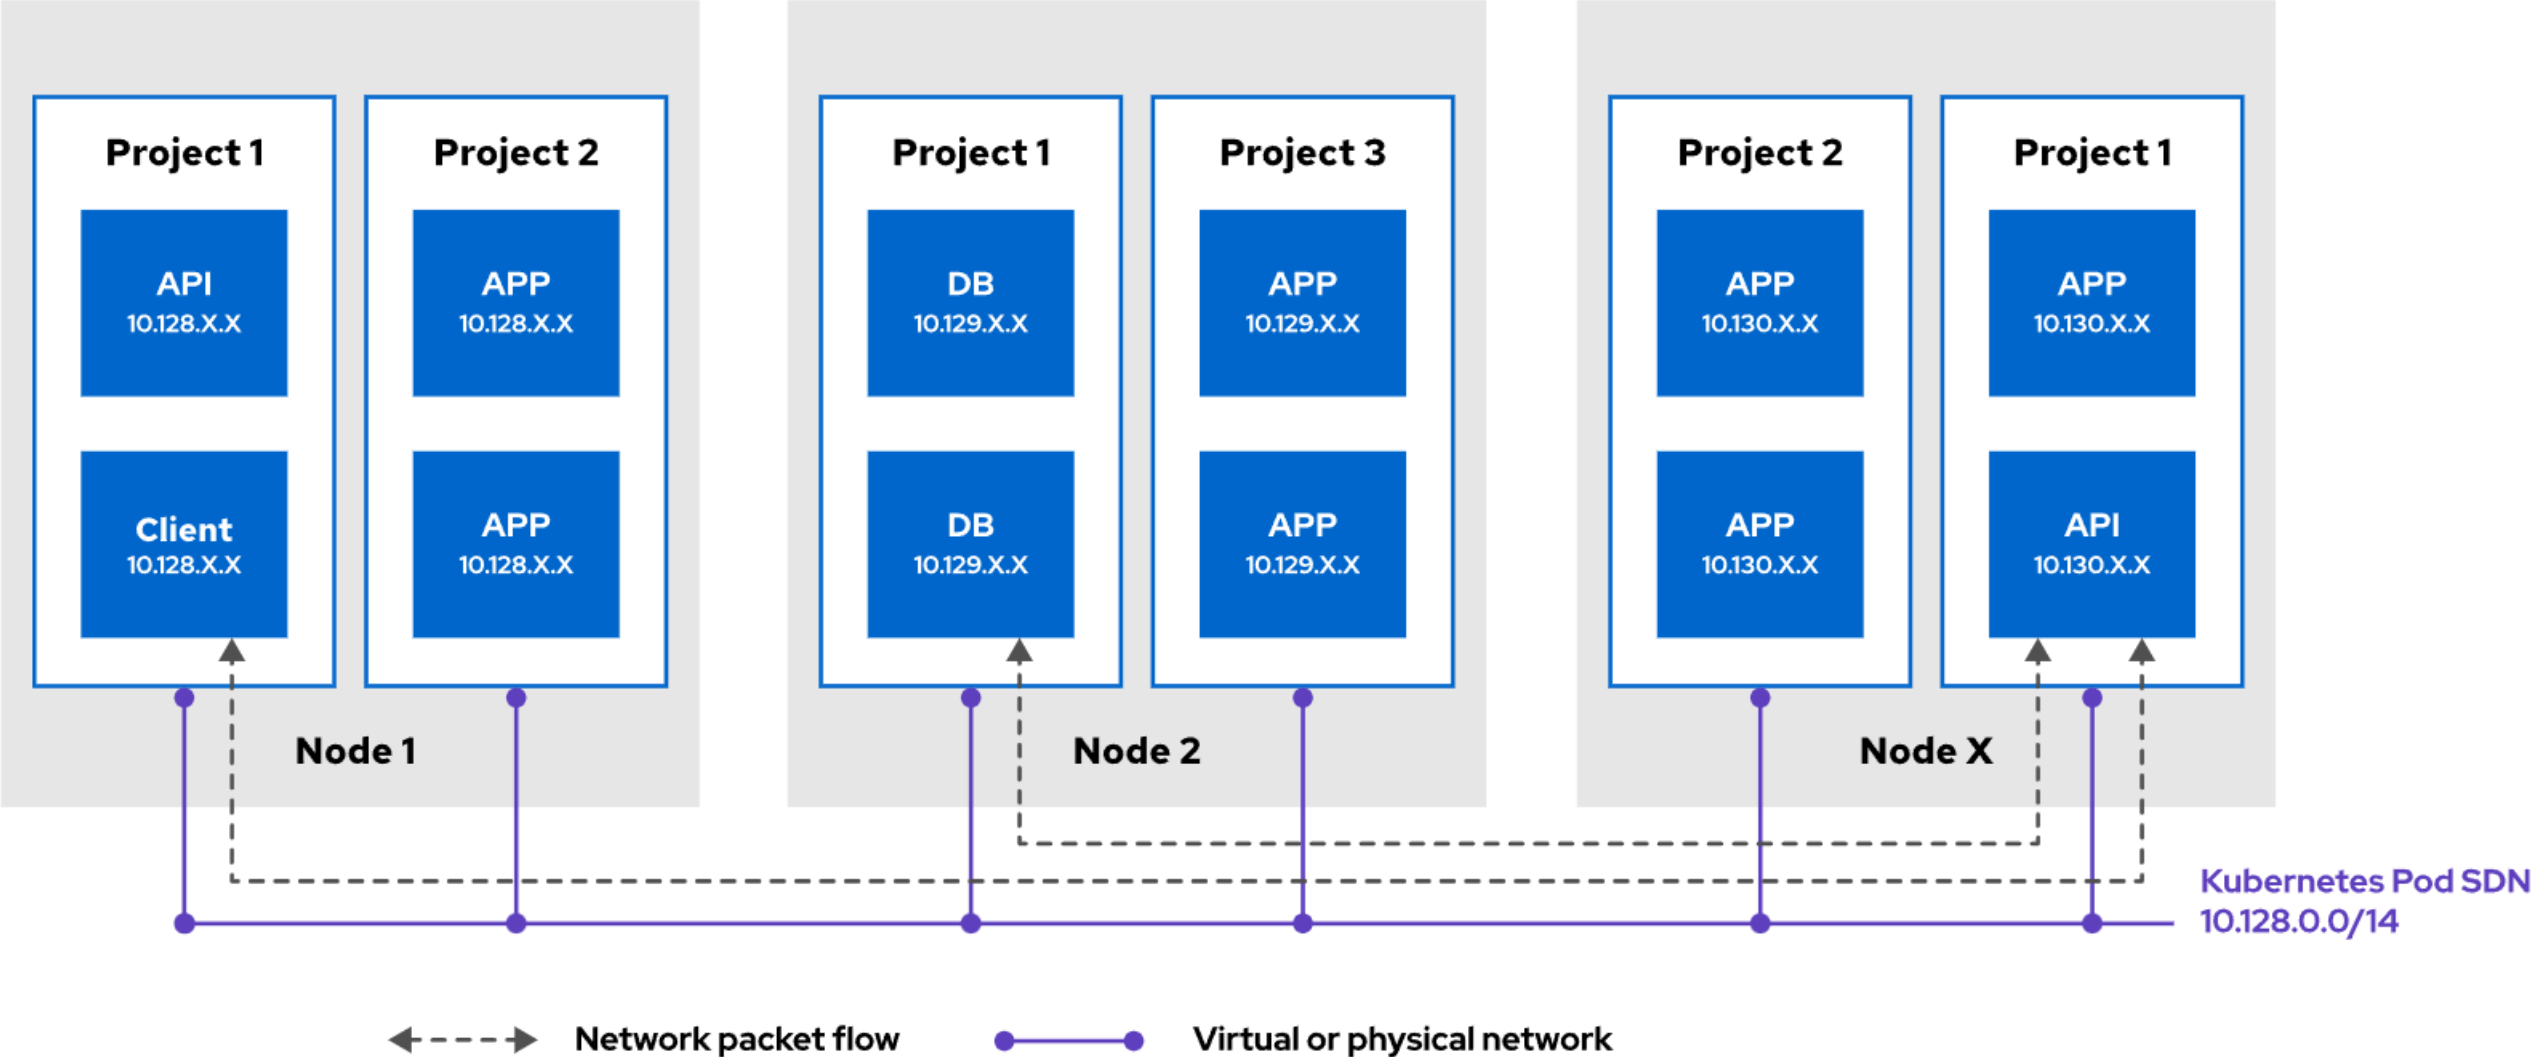 Project 1
Project 2
Project 1
Project 3
Project 2
Project 1
API
10.128.X.X
APP
10.128.X.X
DB
10.129.X.X
APP
10.129.X.X
APP
10.130.X.X
APP
10.130.X.X
Client
10.128.X.X
APP
10.128.X.X
DB
10.129.X.X
APP
10.129.X.X
APP
10.130.X.X
API
10.130.X.X
Node 1
Node 2
Node X
Kubernetes Pod SDN
10.128.0.0/14
Network packet flow
Virtual or physical network